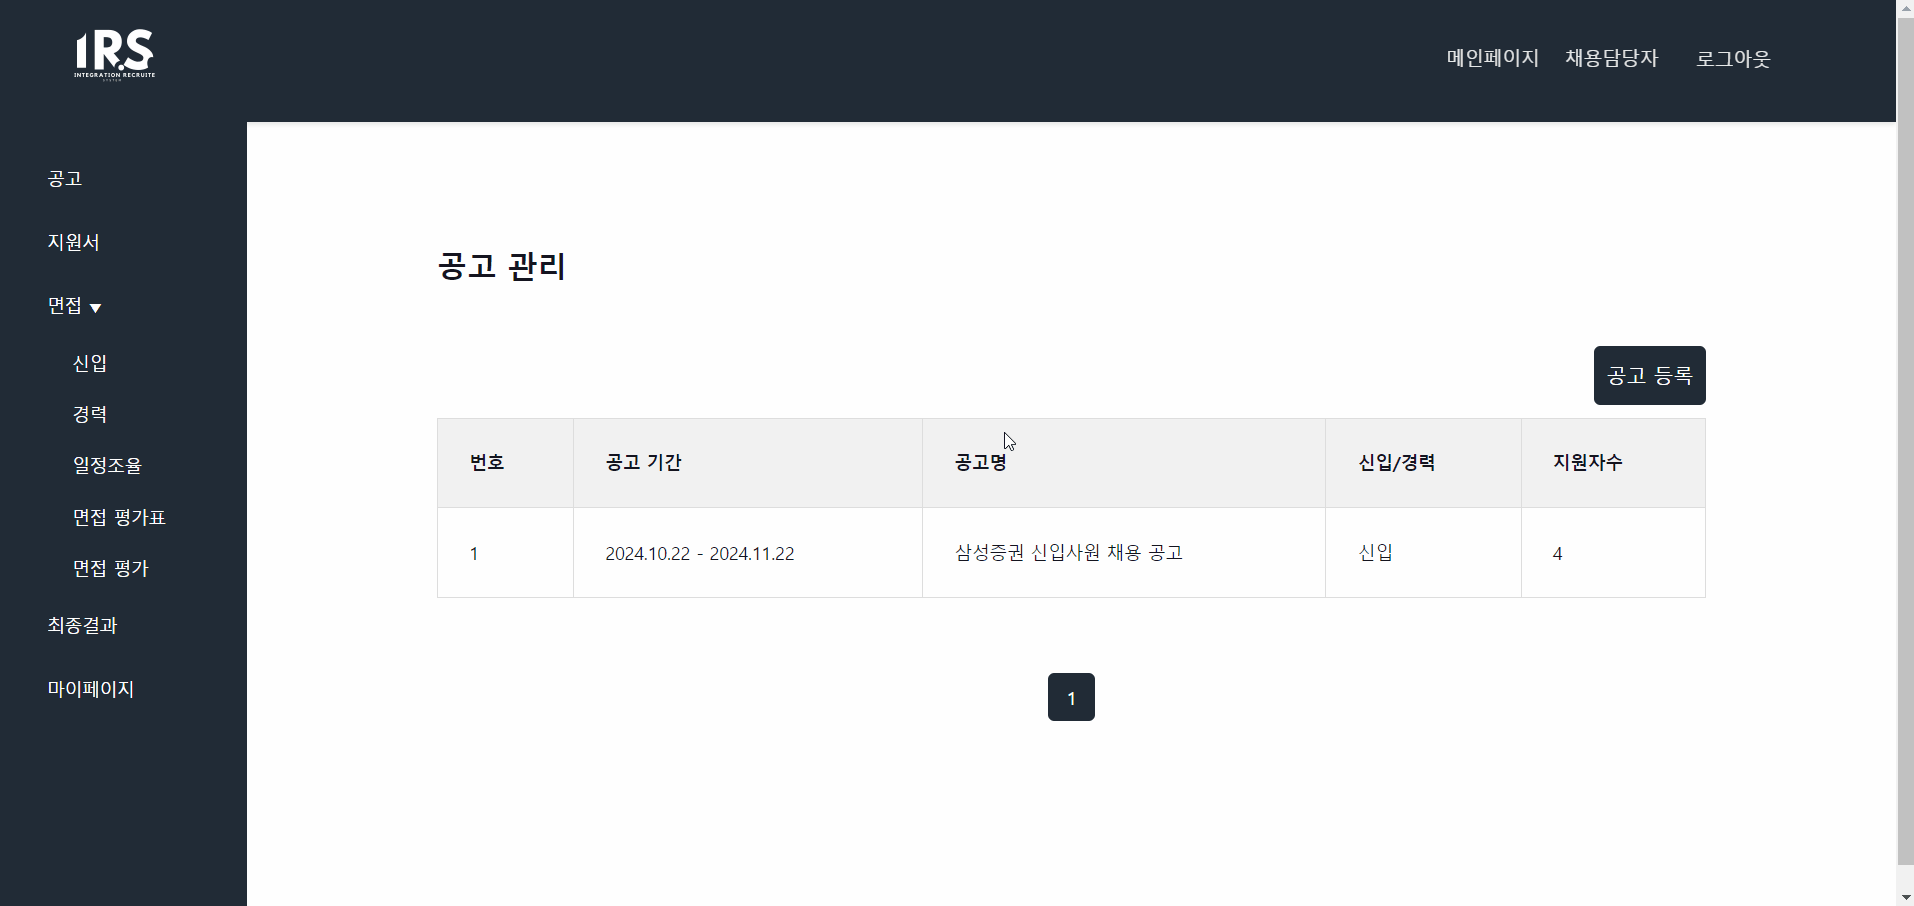 IRS
INTEGRATION RECRUITE
SYSTEM
메인페이지 채용담당자 로그아웃
공고
지원서
면접 ▼
신입
경력
일정조율
면접 평가표
면접 평가
최종결과
마이페이지
공고 관리
공고 등록
번호 공고 기간 공고명 신입/경력 지원자수
1 2024.10.22 - 2024.11.22 삼성증권 신입사원 채용 공고 신입 4
1